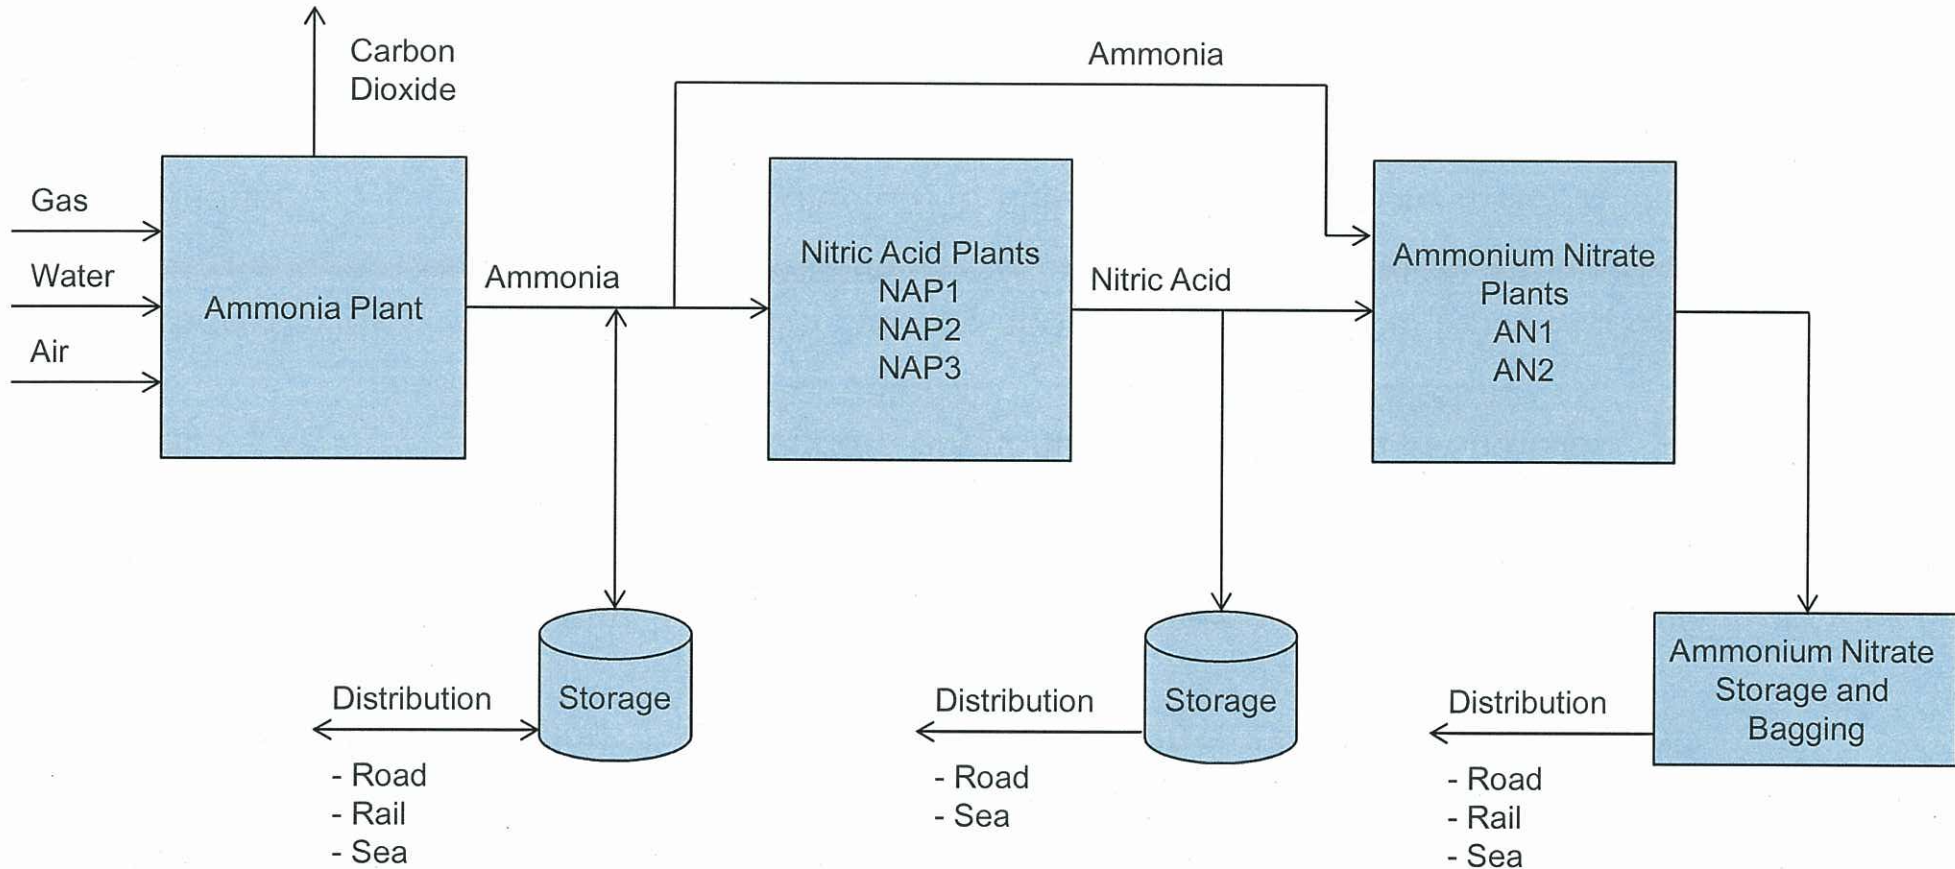 Carbon
Dioxide
Ammonia
Gas
Water
Air
Ammonia Plant
Ammonia
Nitric Acid Plants
NAP1
NAP2
NAP3
Nitric Acid
Ammonium Nitrate
Plants
AN1
AN2
Distribution
- Road
- Rail
- Sea
Storage
Distribution
- Road
- Sea
Storage
Distribution
- Road
- Rail
- Sea
Ammonium Nitrate
Storage and
Bagging